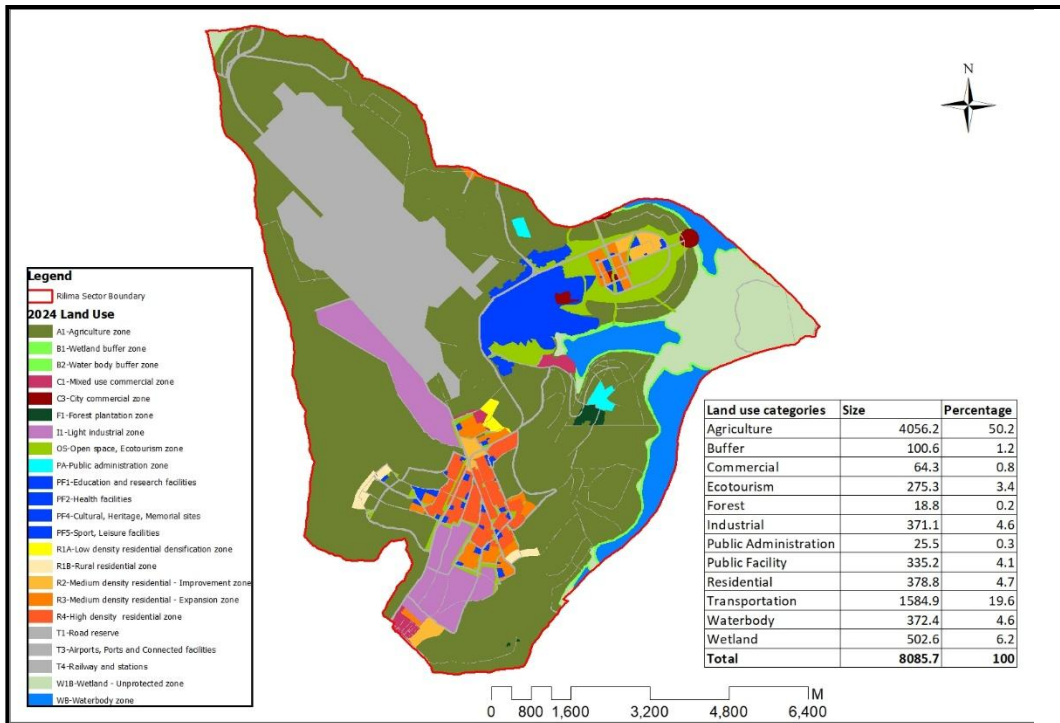 N
Legend
Rilima Sector Boundary
2024 Land Use
A1-Agriculture zone
B1-Wetland buffer zone
B2-Water body buffer zone
C1-Mixed use commercial zone
C3-City commercial zone
F1-Forest plantation zone
I1-Light industrial zone
OS-Open space, Ecotourism zone
PA-Public administration zone
PF1-Education and research facilities
PF2-Health facilities
PF4-Cultural, Heritage, Memorial sites
PF5-Sport, Leisure facilities
R1A-Low density residential densification zone
R1B-Rural residential zone
R2-Medium density residential - Improvement zone
R3-Medium density residential - Expansion zone
R4-High density residential zone
T1-Road reserve
T3-Airports, Ports and Connected facilities
T4-Railway and stations
W1B-Wetland - Unprotected zone
WB-Waterbody zone
Land use categories Size Percentage
Agriculture 4056.2 50.2
Buffer 100.6 1.2
Commercial 64.3 0.8
Ecotourism 275.3 3.4
Forest 18.8 0.2
Industrial 371.1 4.6
Public Administration 25.5 0.3
Public Facility 335.2 4.1
Residential 378.8 4.7
Transportation 1584.9 19.6
Waterbody 372.4 4.6
Wetland 502.6 6.2
Total 8085.7 100
M
0 800 1,600 3,200 4,800 6,400